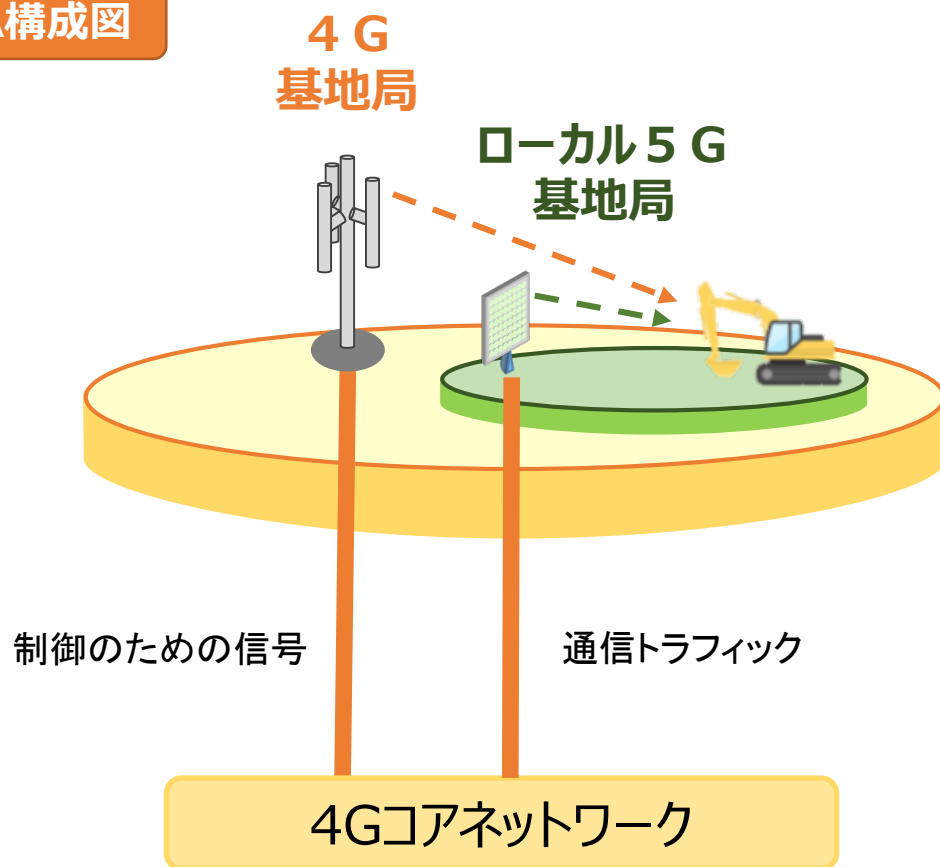 構成図
４Ｇ
基地局
ローカル５Ｇ
基地局
制御のための信号
通信トラフィック
4Gコアネットワーク